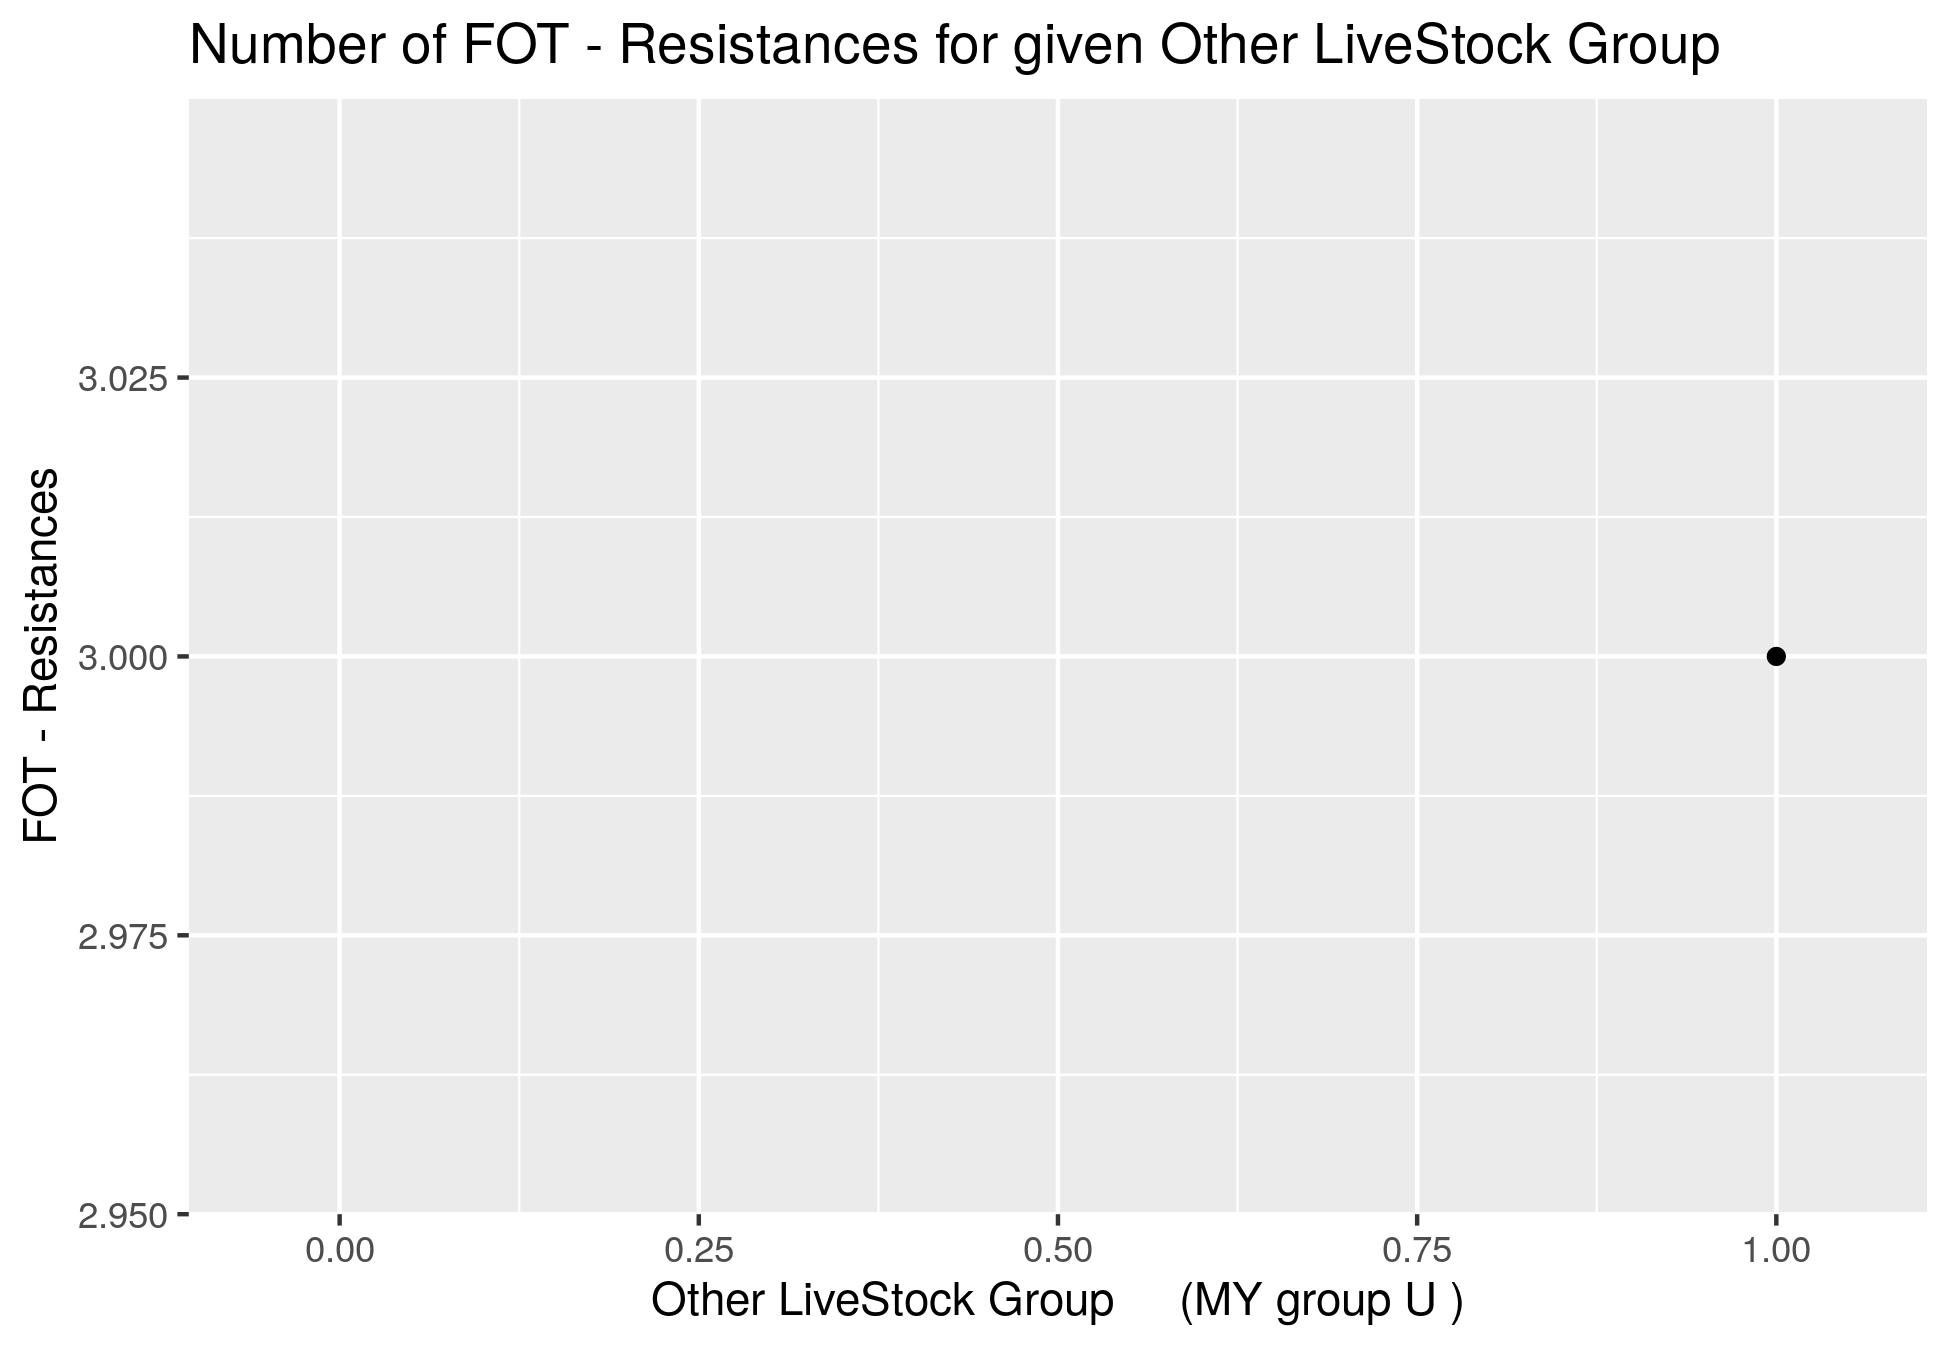 Number of FOT - Resistances for given Other LiveStock Group
FOT - Resistances
3.025
3.000
2.975
2.950
0.00 0.25 0.50 0.75 1.00
Other LiveStock Group (MY group U )